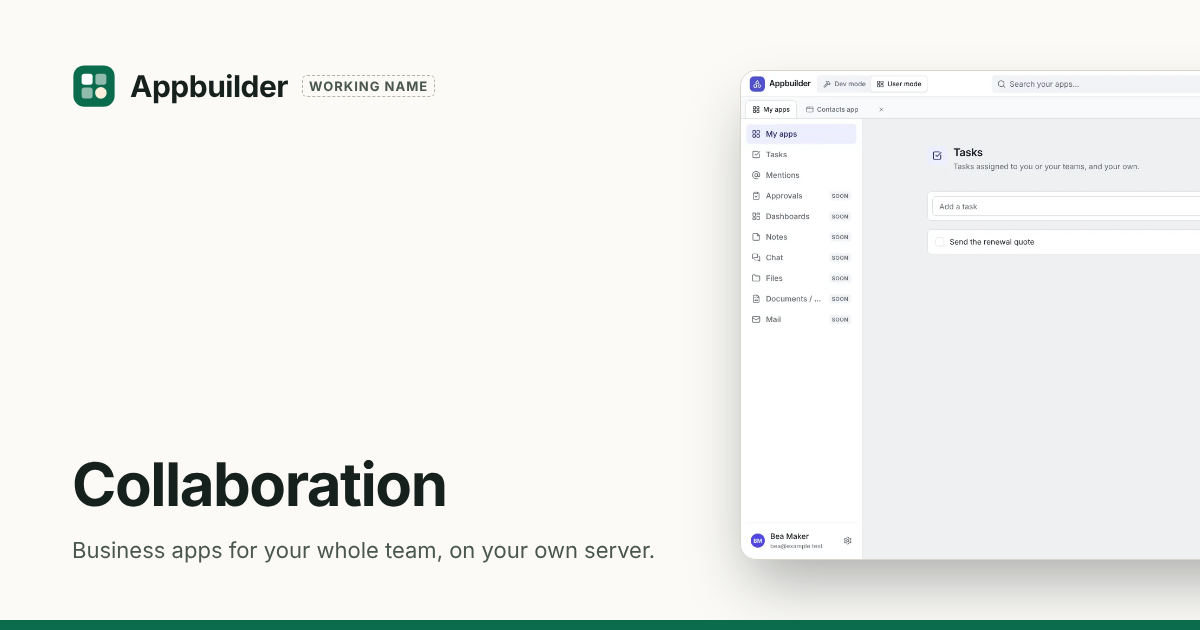 Appbuilder
WORKING NAME
Collaboration
Business apps for your whole team, on your own server.
Appbuilder
Dev mode
User mode
Search your apps...
My apps
Contacts app
×
My apps
Tasks
Mentions
Approvals SOON
Dashboards SOON
Notes SOON
Chat SOON
Files SOON
Documents / ... SOON
Mail SOON
BM
Bea Maker
bea@example.test
Tasks
Tasks assigned to you or your teams, and your own.
Add a task
Send the renewal quote